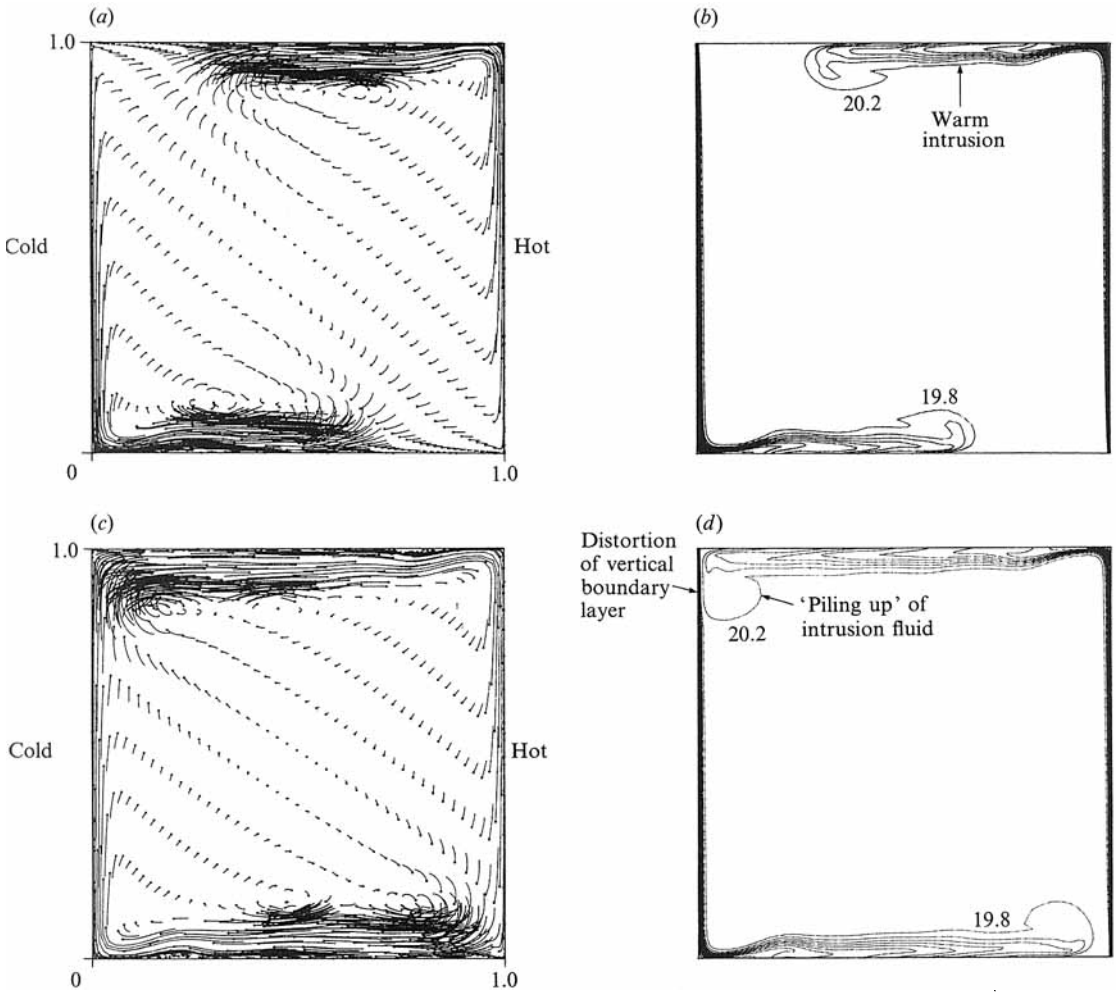 (a)
(b)
1.0
Cold
Hot
0
1.0
20.2
Warm
intrusion
19.8
(c)
(d)
1.0
Cold
Hot
0
1.0
Distortion
of vertical
boundary
layer
'Piling up' of
intrusion fluid
20.2
19.8